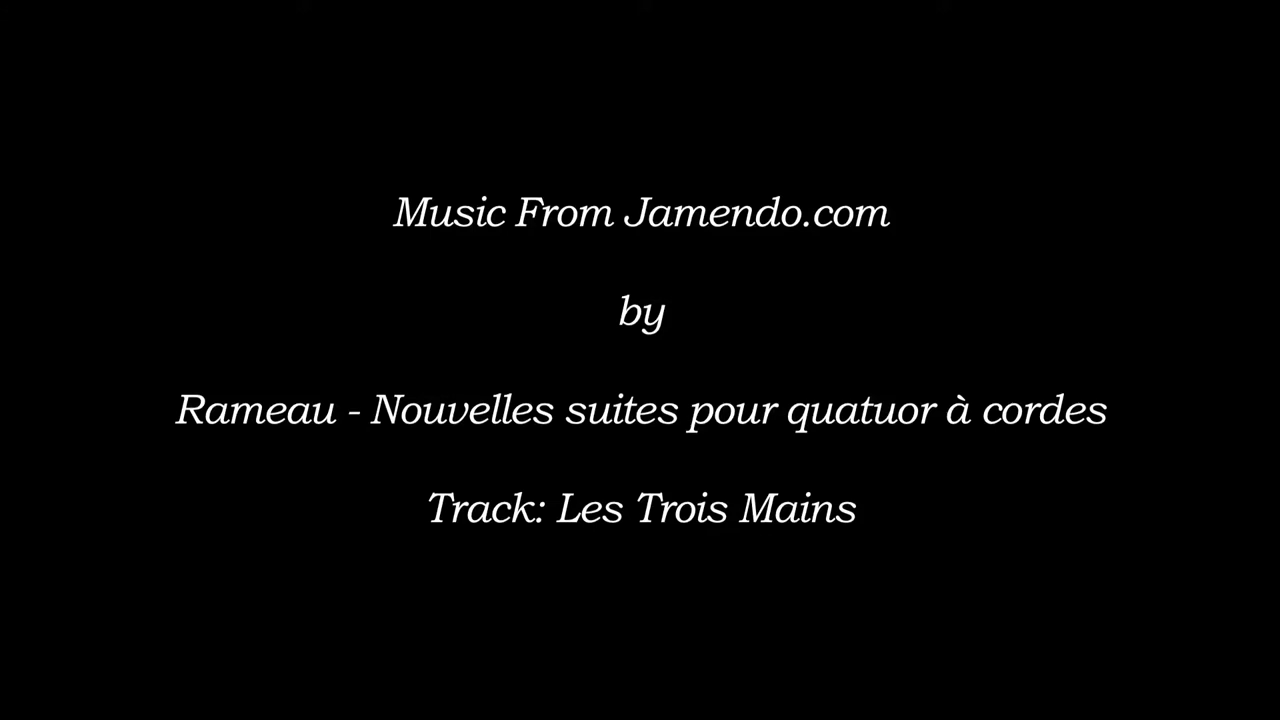 Music From Jamendo.com
by
Rameau - Nouvelles suites pour quatuor à cordes
Track: Les Trois Mains